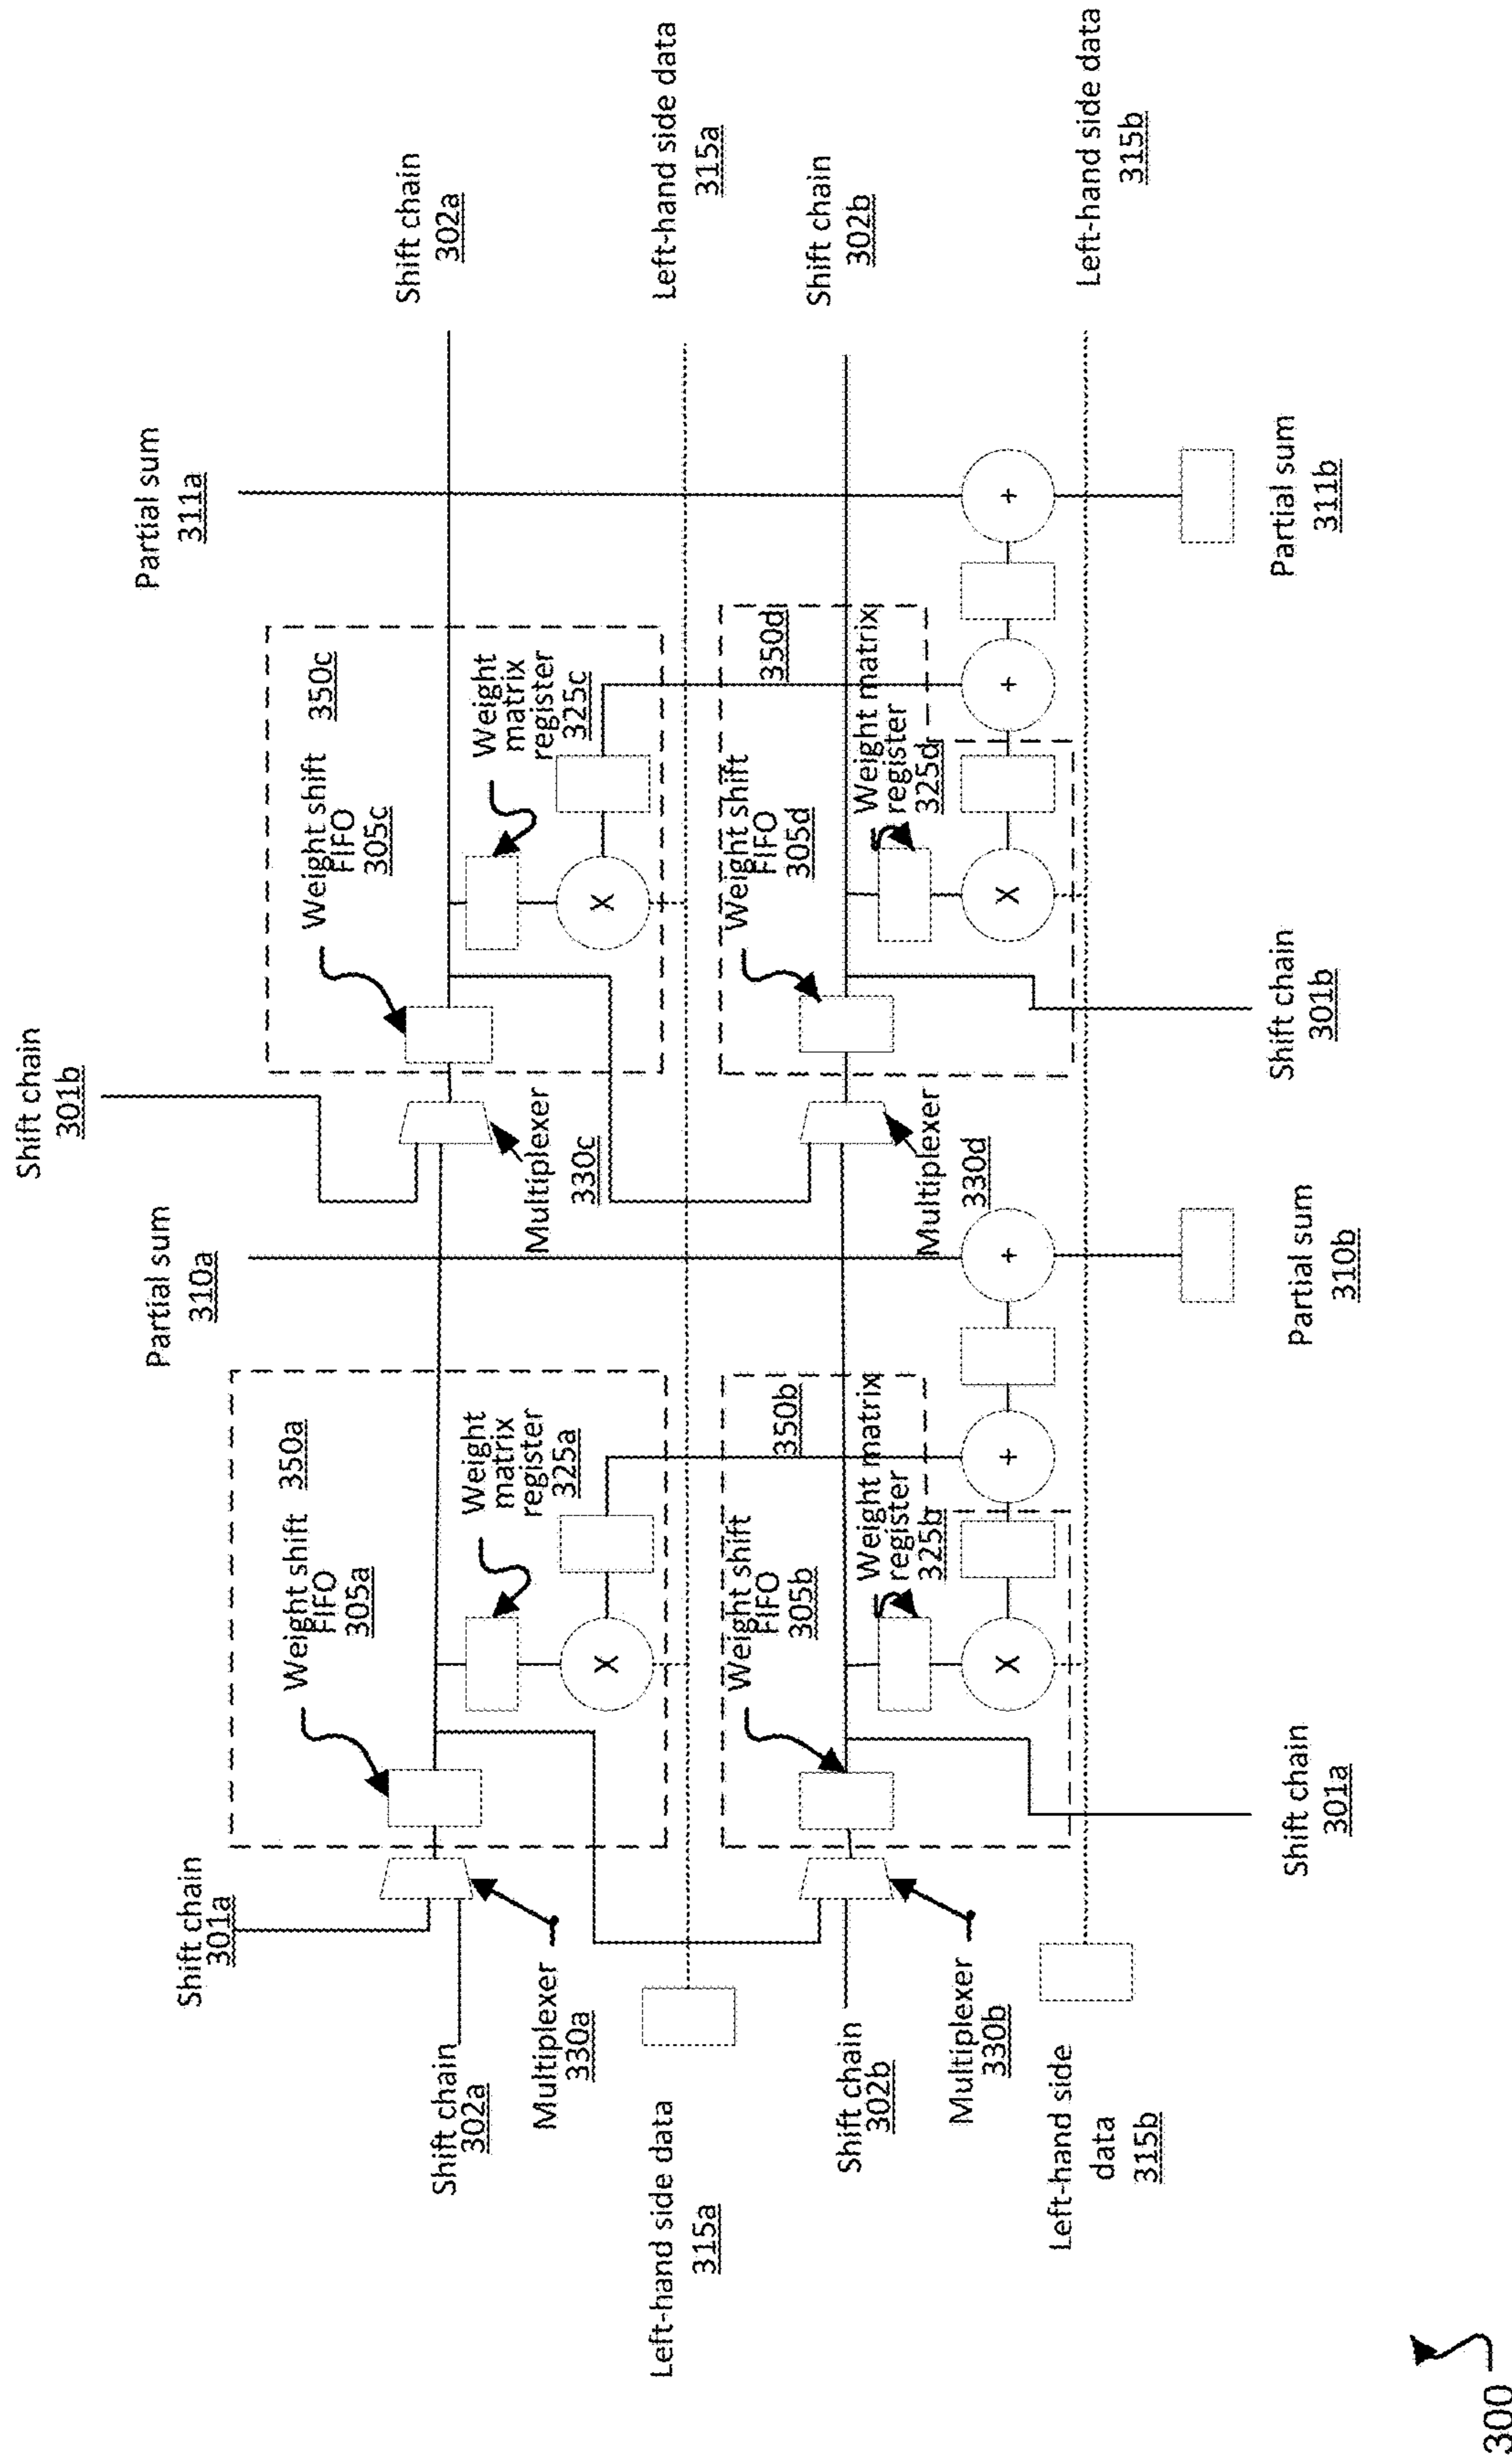 Shift chain
301b
Partial sum
311a
Partial sum
310a
Shift chain
301a
Shift chain
302a
350c
Weight shift
FIFO
305c
Weight
matrix
register
325c
Multiplexer
330c
350a
Weight shift
FIFO
305a
Weight
matrix
register
325a
Shift chain
302a
Multiplexer
330a
Left-hand side data
315a
Left-hand side data
315a
Shift chain
302b
350d
Weight shift
FIFO
305d
Weight matrix
register
325d
Multiplexer
330d
350b
Weight shift
FIFO
305b
Weight matrix
register
325b
Shift chain
302b
Multiplexer
330b
Left-hand side data
315b
Left-hand side
data
315b
Partial sum
311b
Shift chain
301b
Partial sum
310b
Shift chain
301a
X
X
X
X
+
+
+
+
300